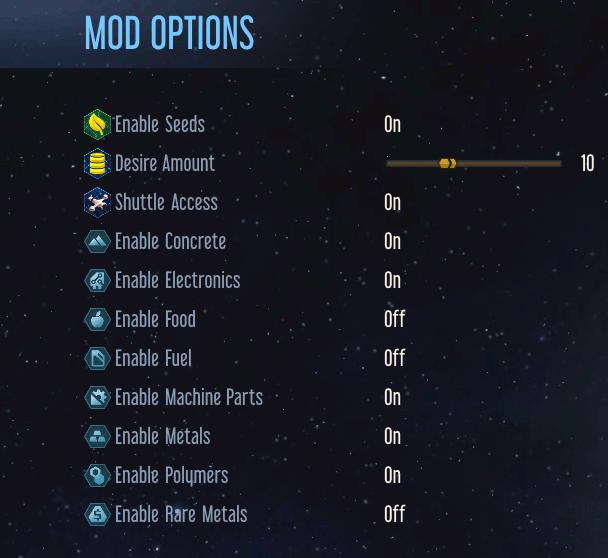 MOD OPTIONS
Enable Seeds On
Desire Amount 10
Shuttle Access On
Enable Concrete On
Enable Electronics On
Enable Food Off
Enable Fuel Off
Enable Machine Parts On
Enable Metals On
Enable Polymers On
Enable Rare Metals Off